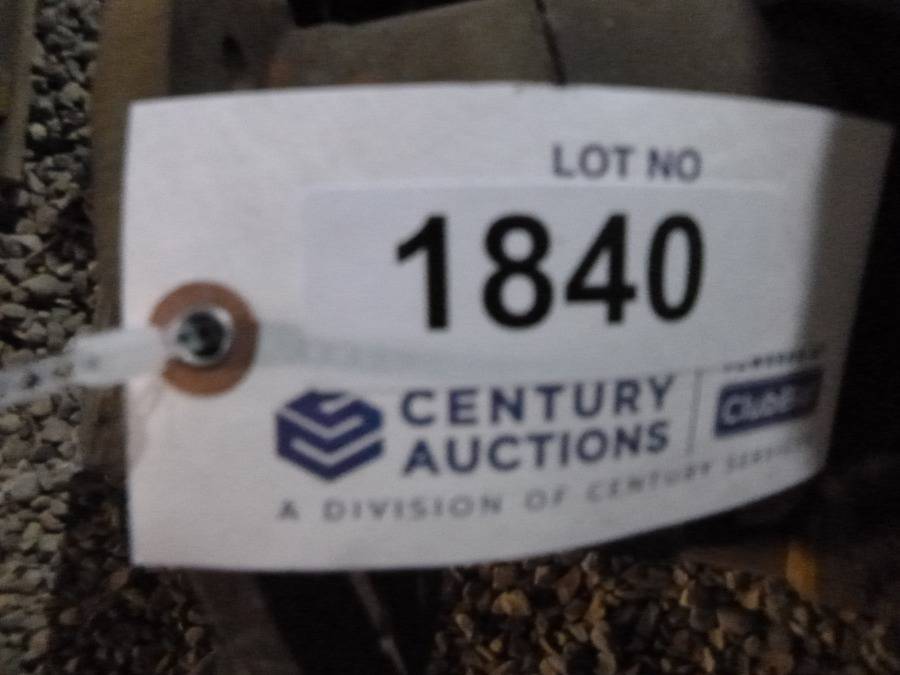 LOT NO
1840
CENTURY
AUCTIONS
A DIVISION OF CENTURY